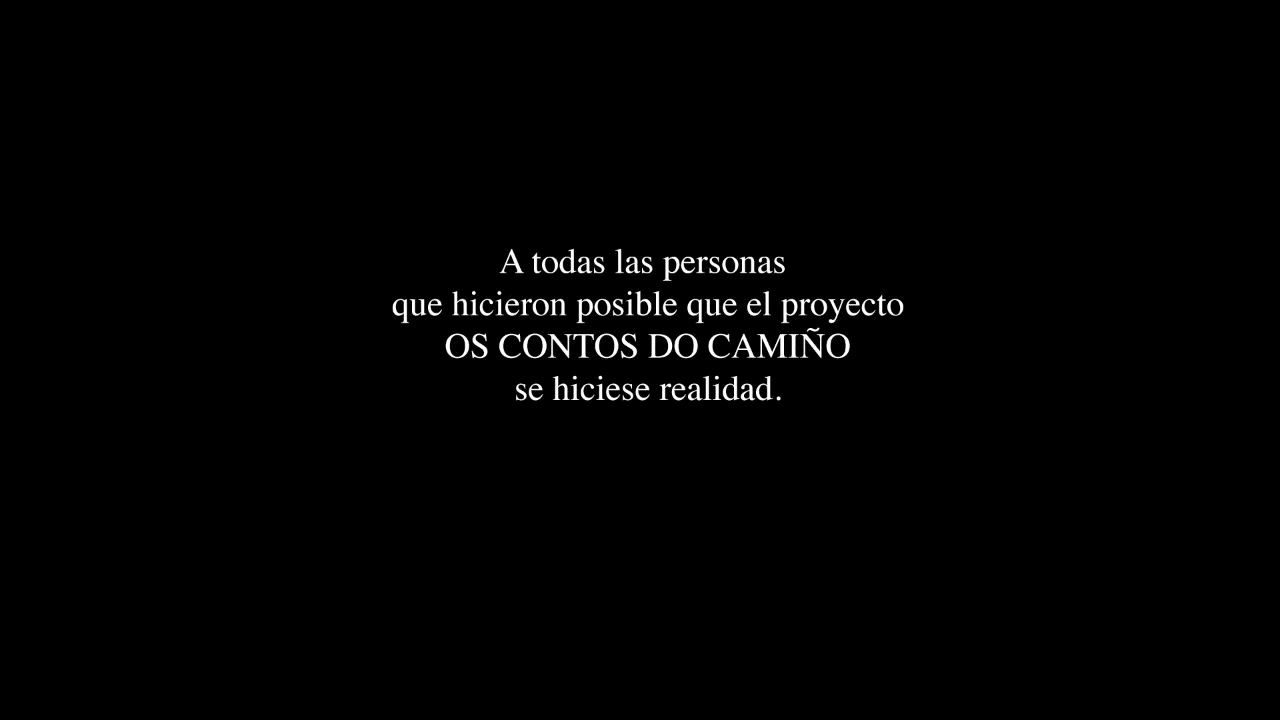 A todas las personas
que hicieron posible que el proyecto
OS CONTOS DO CAMIÑO
se hiciese realidad.